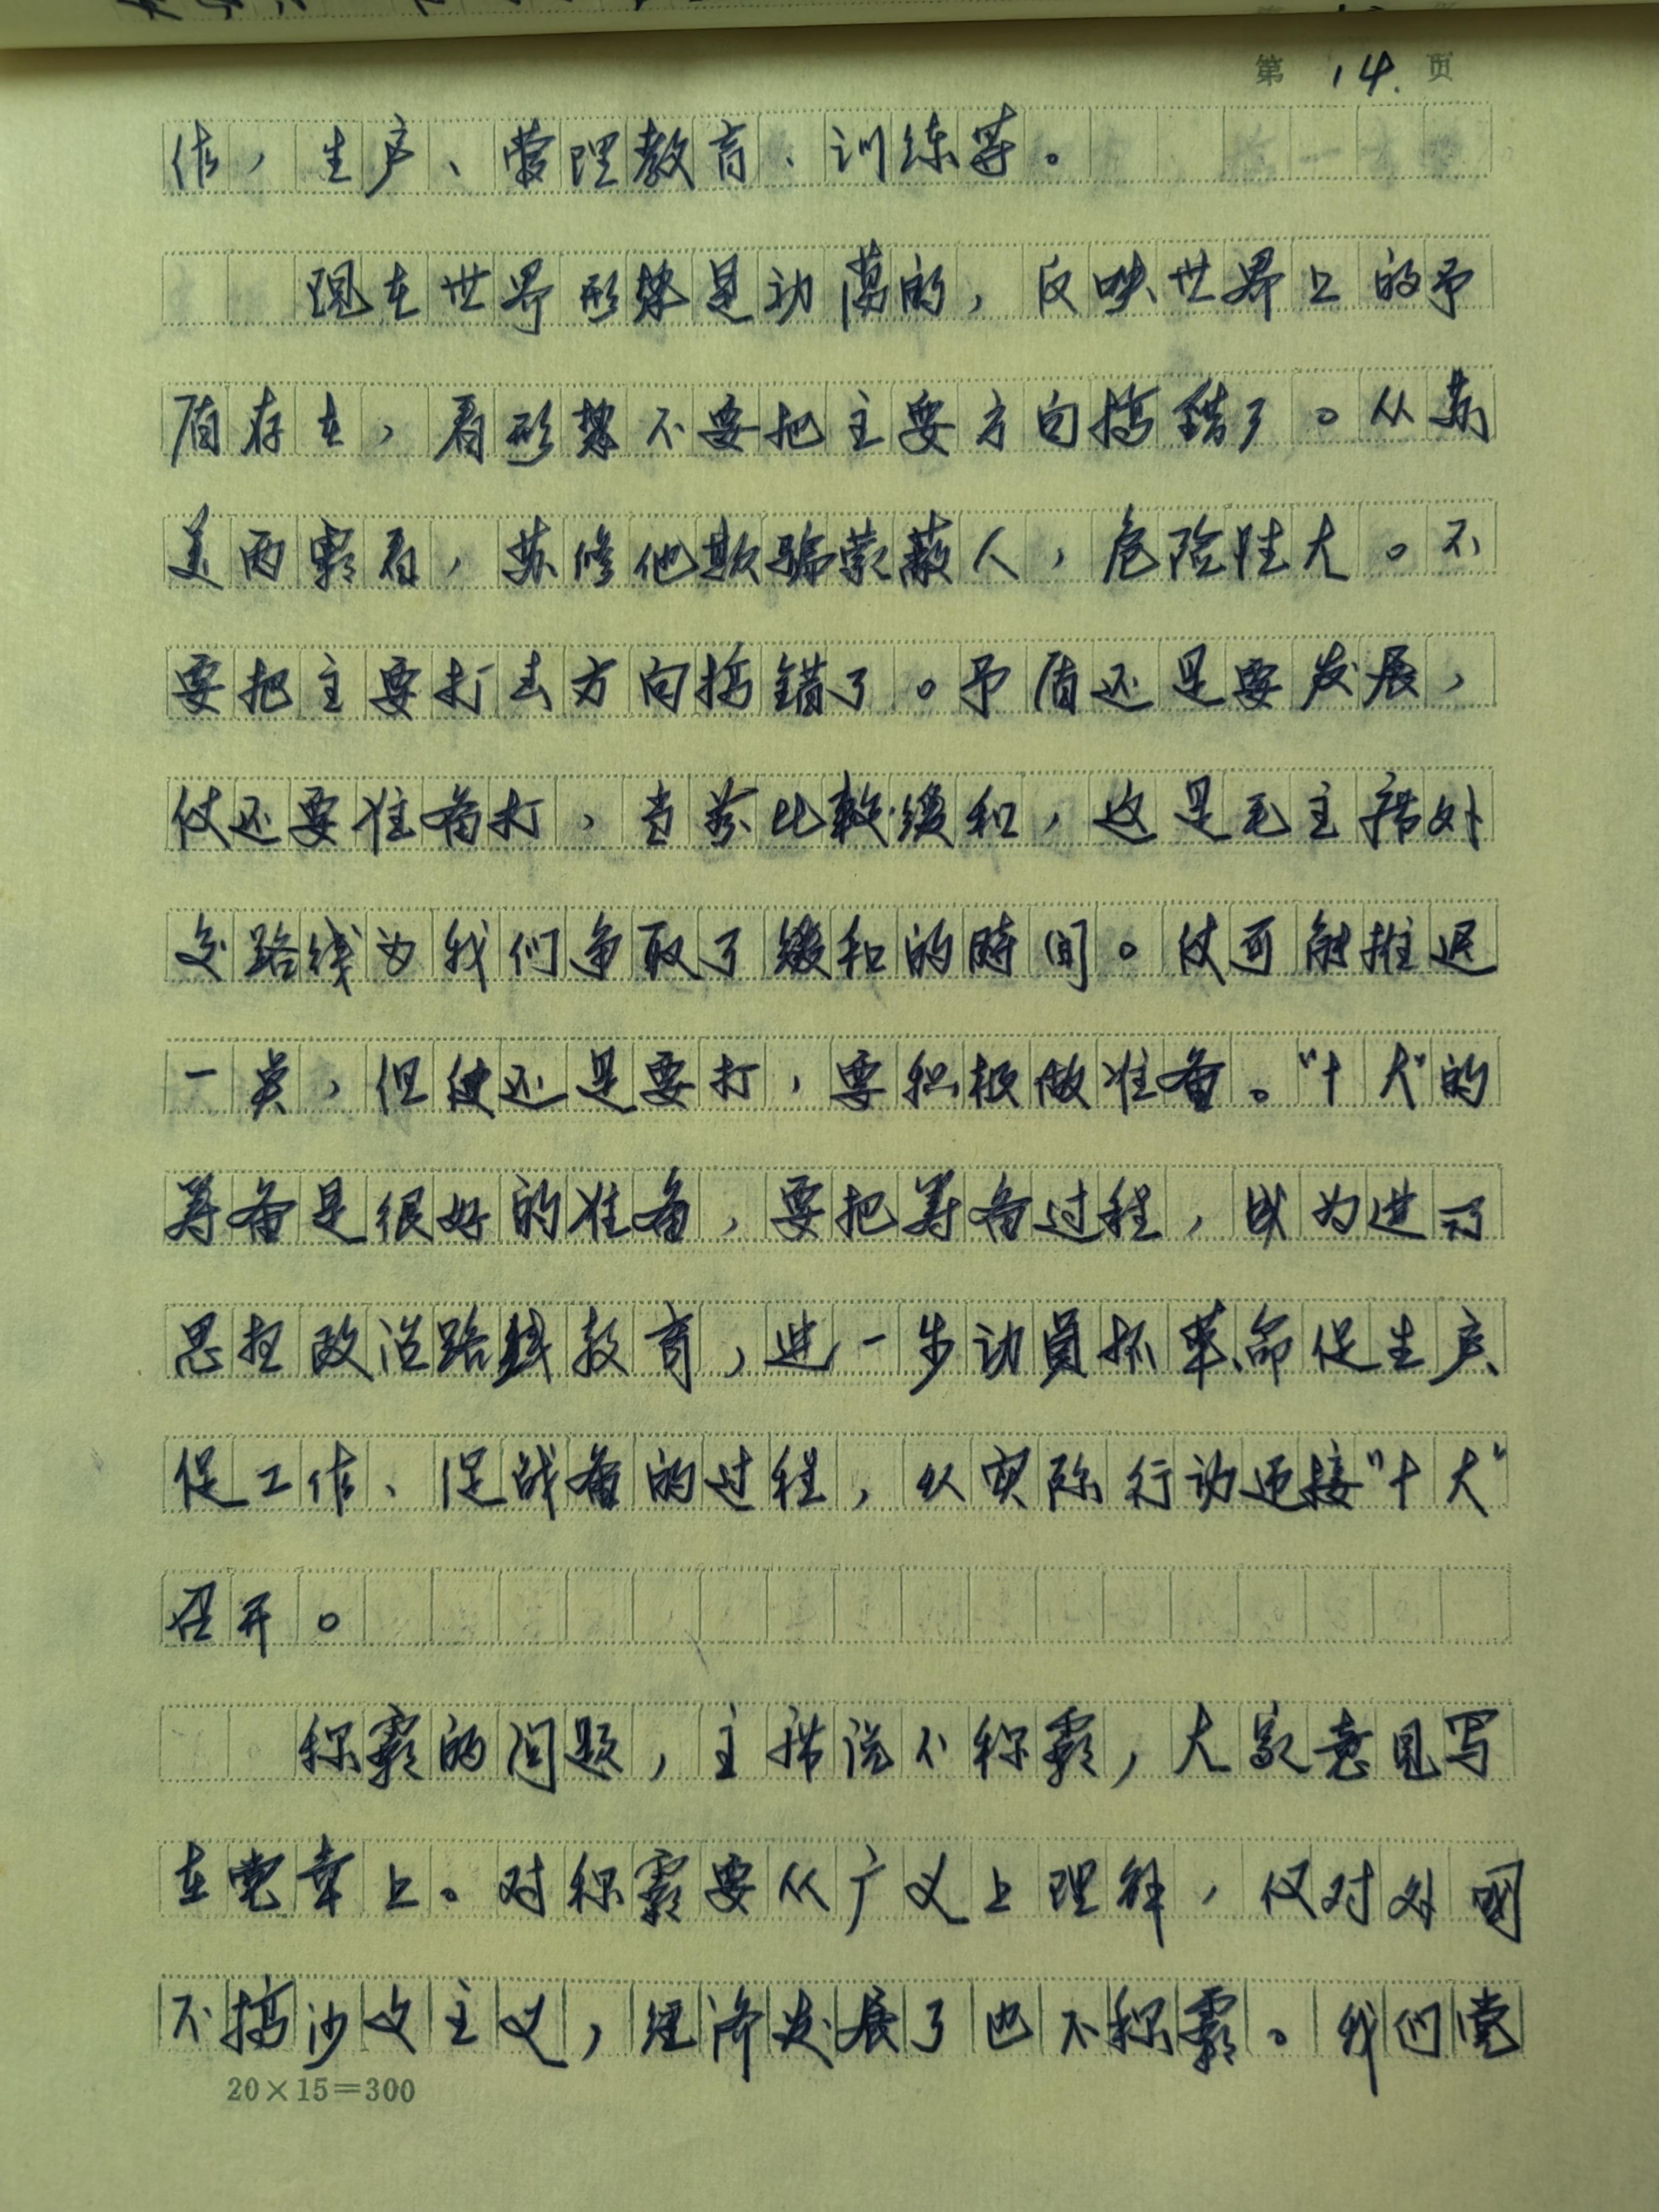 第 14. 页
作，生产、营理教育、训练等。
现在世界形势是动荡的，反映世界上的矛
盾存在，看形势不要把主要方向搞错了。从苏
美两霸看，苏修他欺骗蒙蔽人，危险性大。不
要把主要打击方向搞错了。矛盾还是要发展，
仗还要准备打，当前比较缓和，这是毛主席外
交路线为我们争取了缓和的時间。仗可能推迟
一点，但仗还是要打，要积极做准备。"十大"的
筹备是很好的准备，要把筹备过程，成为进行
思想政治路线教育，进一步动員抓革命促生产、
促工作、促战备的过程，以实际行动迎接"十大"
召开。
称霸的问题，主席说不称霸，大家意见写
在党章上。对称霸要从广义上理解，仅对外国
不搞沙文主义，经济发展了也不称霸。我们党
20×15=300